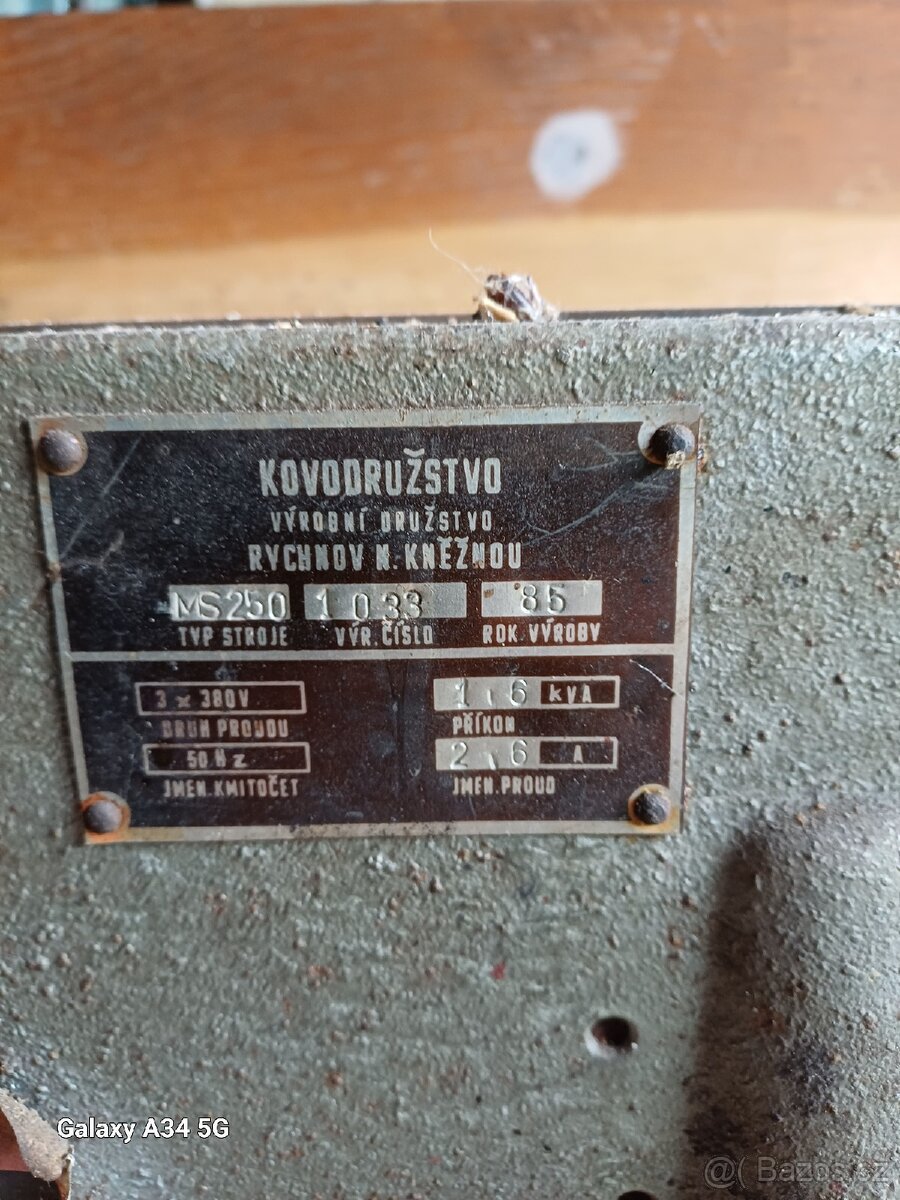 KOVODRUŽSTVO
VÝROBNÍ DRUŽSTVO
RYCHNOV N. KNĚŽNOU
MS250 1033 85
TYP STROJE VÝR. ČÍSLO ROK VÝROBY
3 x 380V 1,6 kVA
DRUH PROUDU PŘÍKON
50 Hz 2,6 A
JMEN. KMITOČET JMEN. PROUD
Galaxy A34 5G
@( Bazos.cz